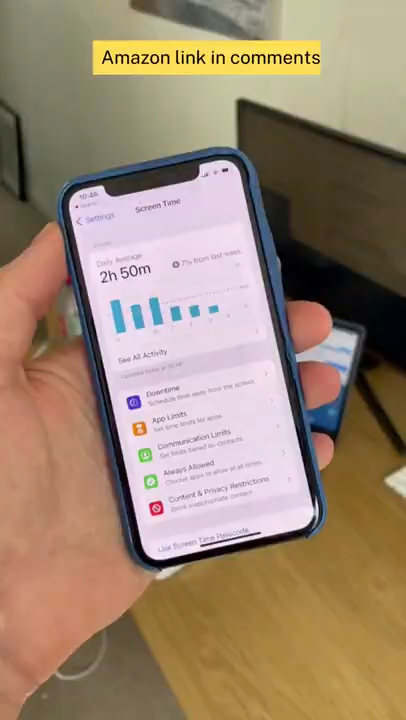 Amazon link in comments
10:46
Settings
Screen Time
Daily Average
2h 50m
7% from last week
See All Activity
Downtime
Schedule time away from the screen.
App Limits
Set time limits for apps.
Communication Limits
Set limits based on contacts.
Always Allowed
Choose apps to allow at all times.
Content & Privacy Restrictions
Block inappropriate content.
Use Screen Time Passcode